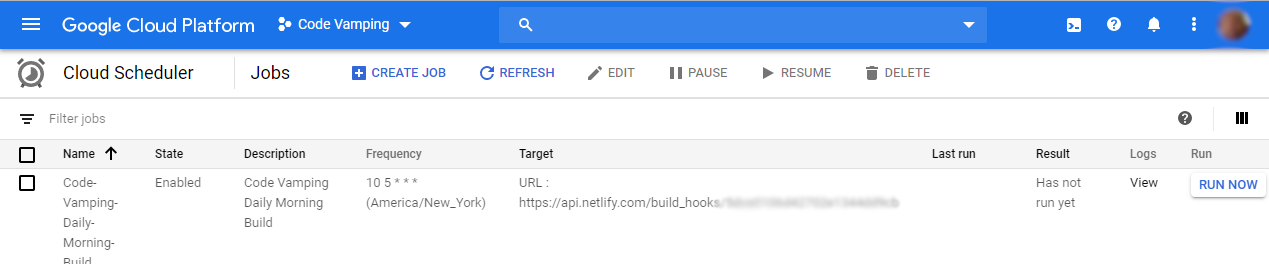 Google Cloud Platform Code Vamping
Cloud Scheduler Jobs CREATE JOB REFRESH EDIT PAUSE RESUME DELETE
Filter jobs
Name State Description Frequency Target Last run Result Logs Run
Code- Enabled Code Vamping 10 5 * * * URL : Has not View RUN NOW
Vamping- Daily Morning (America/New_York) https://api.netlify.com/build_hooks run yet
Daily- Build
Morning-
Build